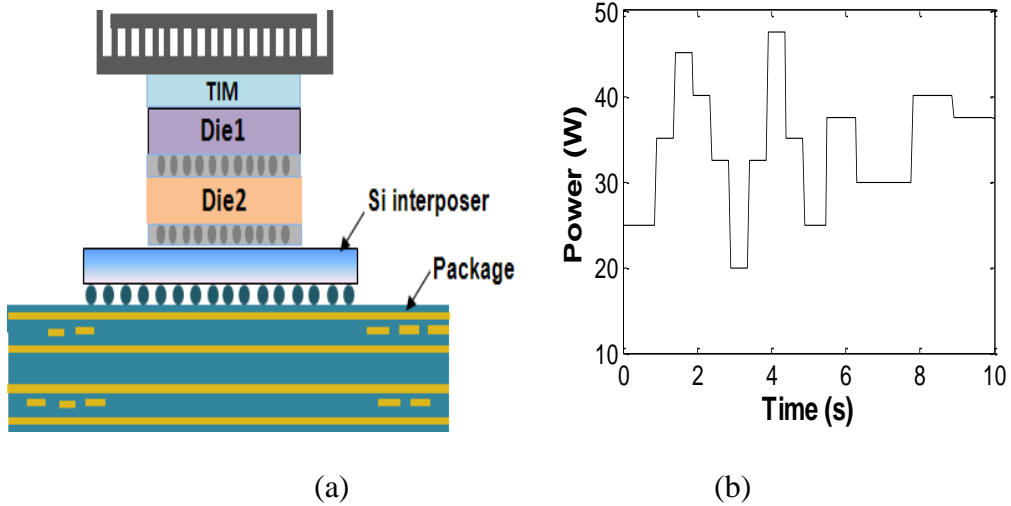 TIM
Die1
Die2
Si interposer
Package
(a)
50
40
30
20
10
Power (W)
0 2 4 6 8 10
Time (s)
(b)